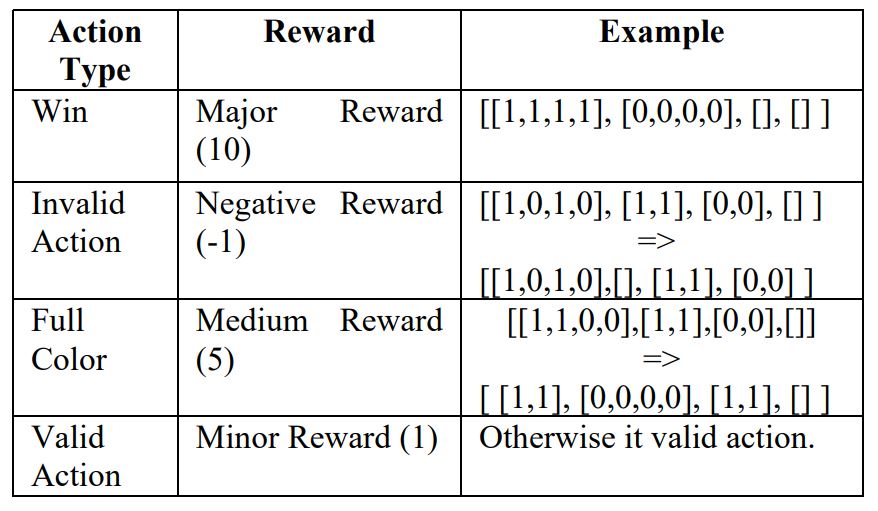 Action Type Reward Example
Win Major Reward (10) [[1,1,1,1], [0,0,0,0], [], [] ]
Invalid Action Negative Reward (-1) [[1,0,1,0], [1,1], [0,0], [] ]
=>
[[1,0,1,0],[], [1,1], [0,0] ]
Full Color Medium Reward (5) [[1,1,0,0],[1,1],[0,0],[]]
=>
[ [1,1], [0,0,0,0], [1,1], [] ]
Valid Action Minor Reward (1) Otherwise it valid action.